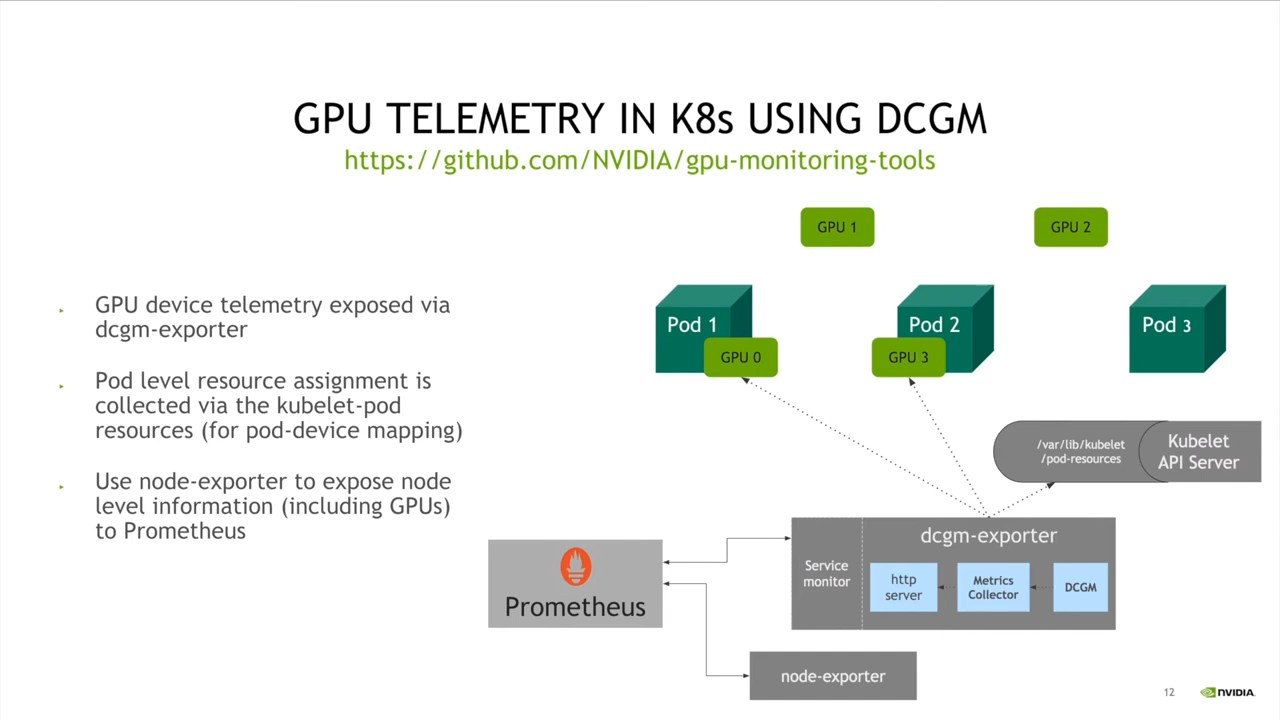 GPU TELEMETRY IN K8s USING DCGM
https://github.com/NVIDIA/gpu-monitoring-tools
GPU device telemetry exposed via
dcgm-exporter
Pod level resource assignment is
collected via the kubelet-pod
resources (for pod-device mapping)
Use node-exporter to expose node
level information (including GPUs)
to Prometheus
GPU 1
GPU 2
Pod 1
GPU 0
Pod 2
GPU 3
Pod 3
/var/lib/kubelet
/pod-resources
Kubelet
API Server
Prometheus
Service
monitor
dcgm-exporter
http
server
Metrics
Collector
DCGM
node-exporter
12
NVIDIA.